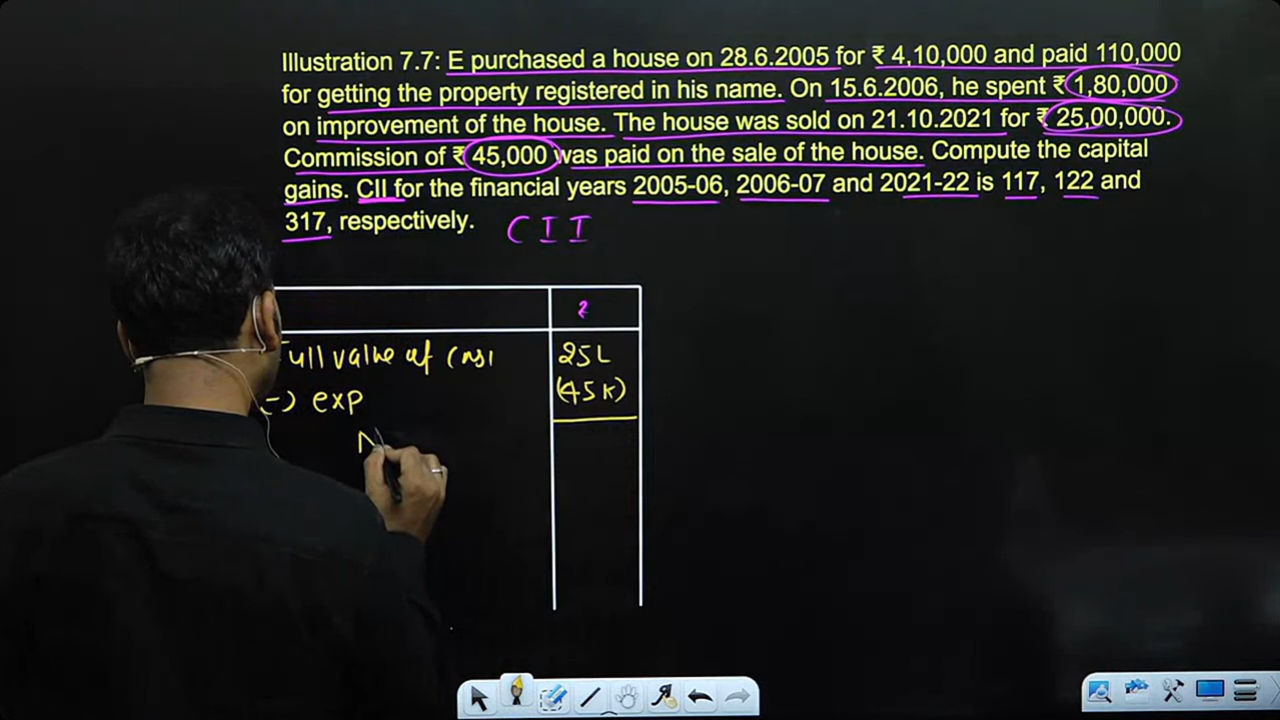 Illustration 7.7: E purchased a house on 28.6.2005 for ₹ 4,10,000 and paid 110,000
for getting the property registered in his name. On 15.6.2006, he spent ₹ 1,80,000
on improvement of the house. The house was sold on 21.10.2021 for ₹ 25,00,000.
Commission of ₹ 45,000 was paid on the sale of the house. Compute the capital
gains. CII for the financial years 2005-06, 2006-07 and 2021-22 is 117, 122 and
317, respectively.
CII
₹
Full value of Cnsi 25L
(-) exp (45K)
N